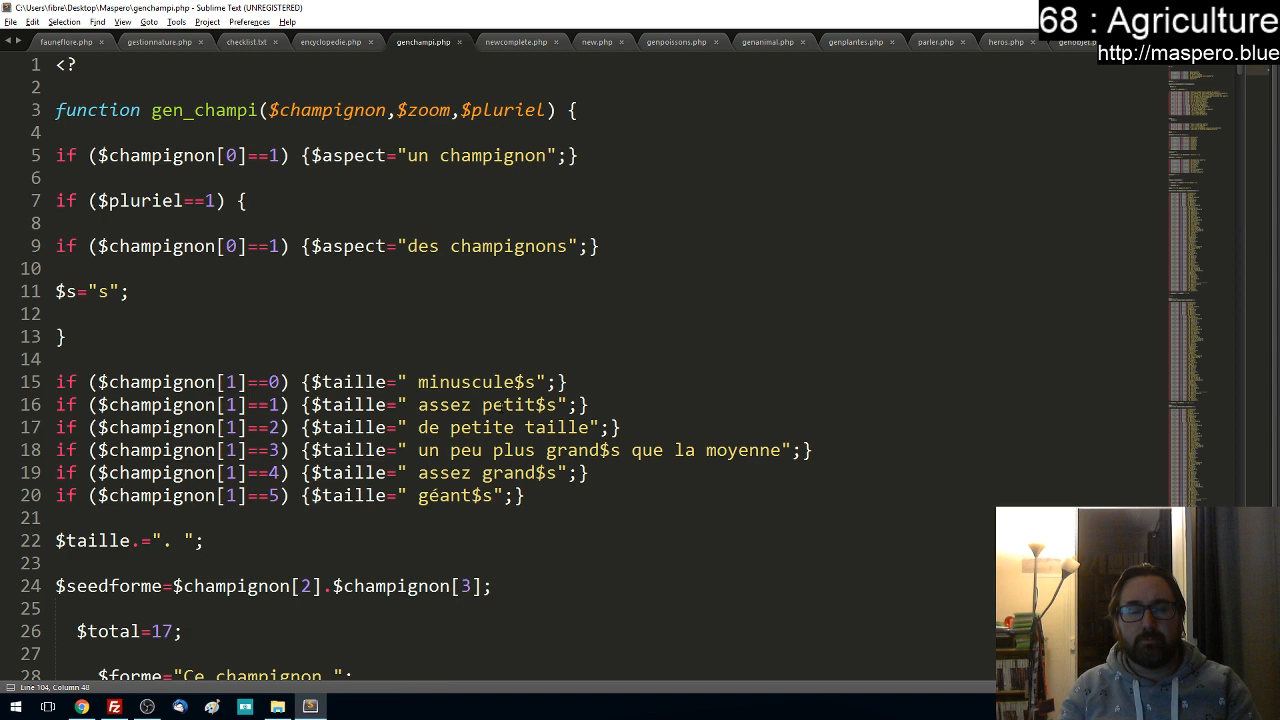 C:\Users\fibre\Desktop\Maspero\genchampi.php - Sublime Text (UNREGISTERED)
File Edit Selection Find View Goto Tools Project Preferences Help
68 : Agriculture
http://maspero.blue
fauneflore.php × gestionnature.php × checklist.txt × encyclopedie.php × genchampi.php × newcomplete.php × new.php × genpoissons.php × genanimal.php × genplantes.php × parler.php × heros.php × genobjet.php
1 <?
2
3 function gen_champi($champignon,$zoom,$pluriel) {
4
5 if ($champignon[0]==1) {$aspect="un champignon";}
6
7 if ($pluriel==1) {
8
9 if ($champignon[0]==1) {$aspect="des champignons";}
10
11 $s="s";
12
13 }
14
15 if ($champignon[1]==0) {$taille=" minuscule$s";}
16 if ($champignon[1]==1) {$taille=" assez petit$s";}
17 if ($champignon[1]==2) {$taille=" de petite taille";}
18 if ($champignon[1]==3) {$taille=" un peu plus grand$s que la moyenne";}
19 if ($champignon[1]==4) {$taille=" assez grand$s";}
20 if ($champignon[1]==5) {$taille=" géant$s";}
21
22 $taille.=". ";
23
24 $seedforme=$champignon[2].$champignon[3];
25
26 $total=17;
27
28 $forme="Ce champignon ";
Line 104, Column 48